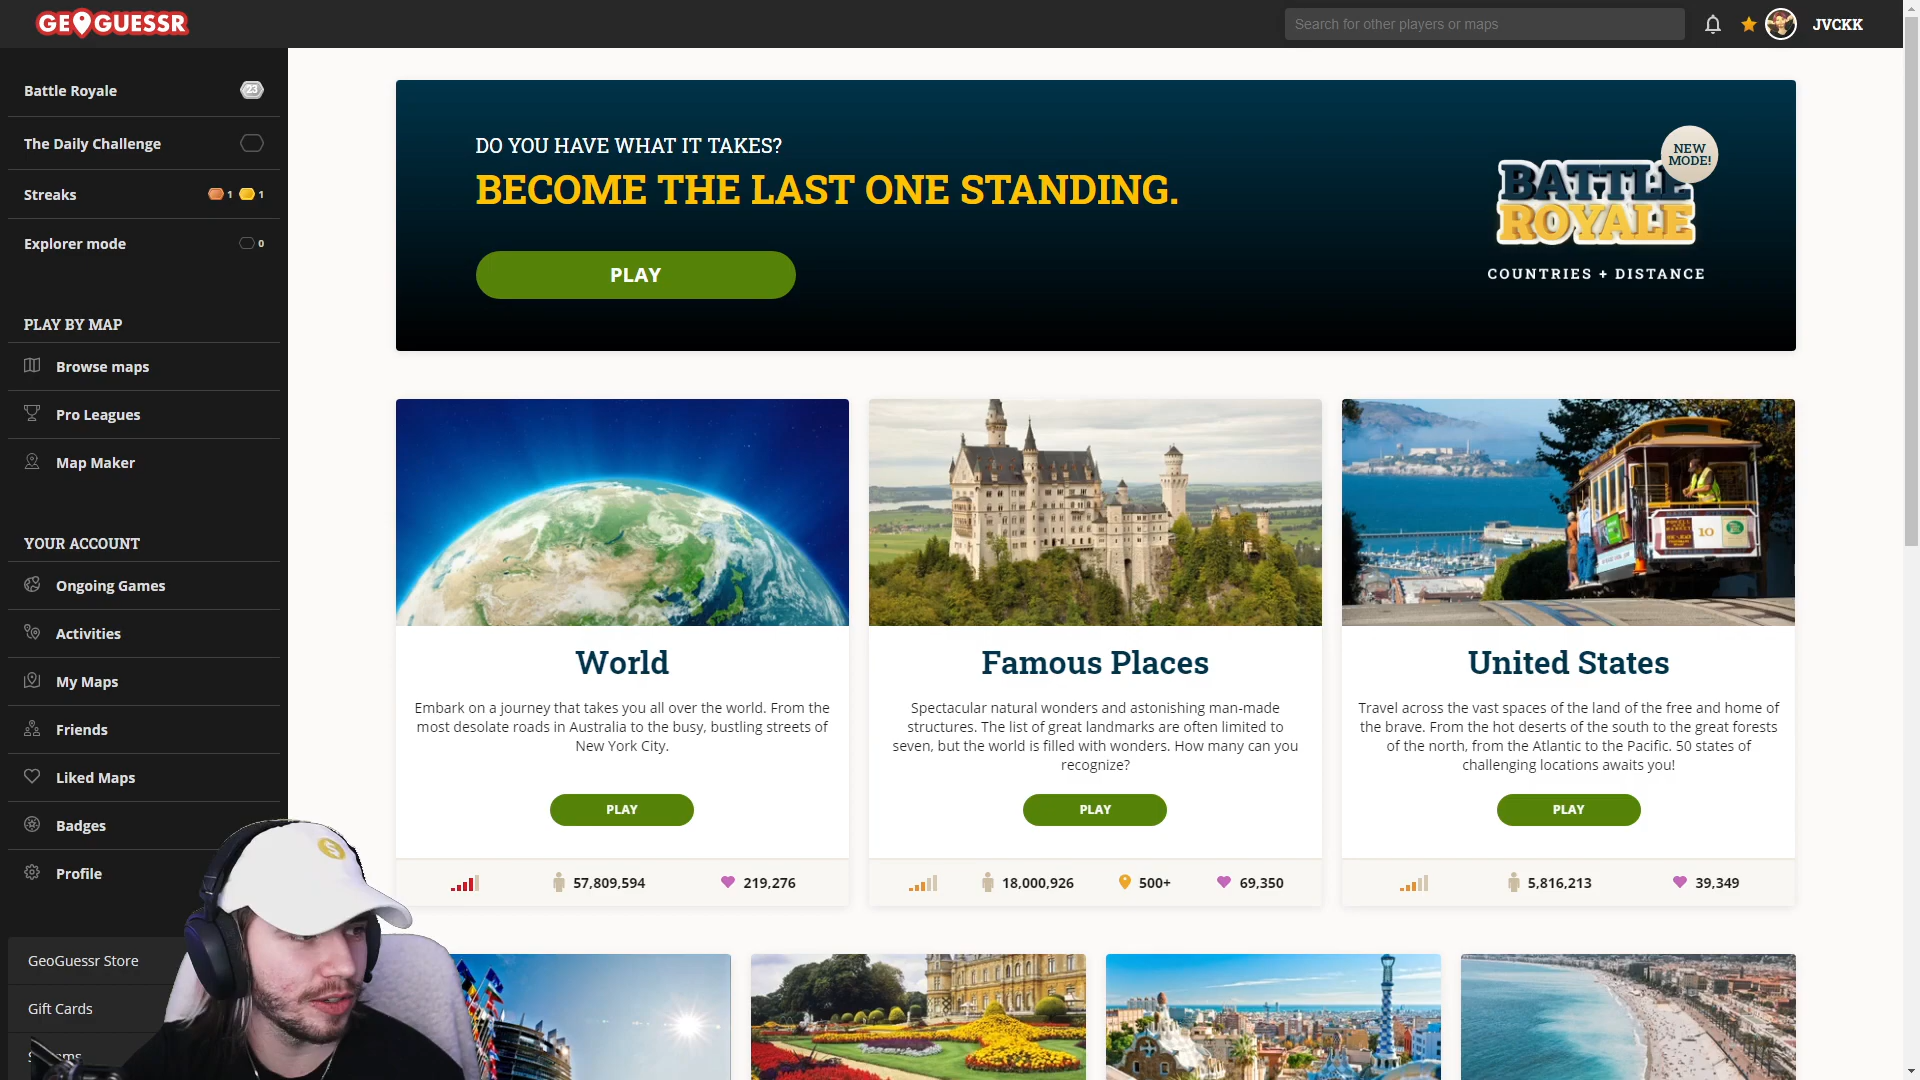 GEOGUESSR
Search for other players or maps
JVCKK
Battle Royale
23
The Daily Challenge
Streaks
1
1
Explorer mode
0
PLAY BY MAP
Browse maps
Pro Leagues
Map Maker
YOUR ACCOUNT
Ongoing Games
Activities
My Maps
Friends
Liked Maps
Badges
Profile
GeoGuessr Store
Gift Cards
DO YOU HAVE WHAT IT TAKES?
BECOME THE LAST ONE STANDING.
PLAY
NEW
MODE!
BATTLE
ROYALE
COUNTRIES + DISTANCE
10
World
Embark on a journey that takes you all over the world. From the
most desolate roads in Australia to the busy, bustling streets of
New York City.
PLAY
57,809,594
219,276
Famous Places
Spectacular natural wonders and astonishing man-made
structures. The list of great landmarks are often limited to
seven, but the world is filled with wonders. How many can you
recognize?
PLAY
18,000,926
500+
69,350
United States
Travel across the vast spaces of the land of the free and home of
the brave. From the hot deserts of the south to the great forests
of the north, from the Atlantic to the Pacific. 50 states of
challenging locations awaits you!
PLAY
5,816,213
39,349